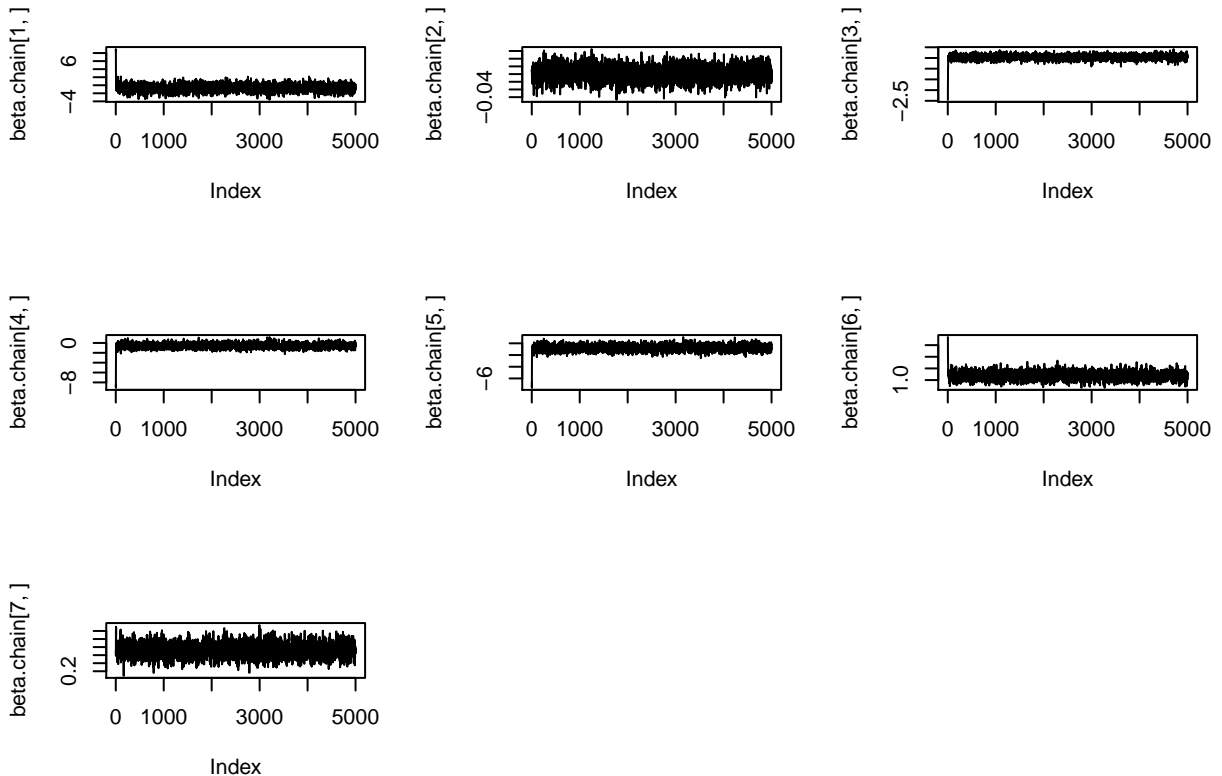 beta.chain[1, ]
6
−4
0 1000 3000 5000
Index
beta.chain[2, ]
−0.04
0 1000 3000 5000
Index
beta.chain[3, ]
−2.5
0 1000 3000 5000
Index
beta.chain[4, ]
0
−8
0 1000 3000 5000
Index
beta.chain[5, ]
−6
0 1000 3000 5000
Index
beta.chain[6, ]
1.0
0 1000 3000 5000
Index
beta.chain[7, ]
0.2
0 1000 3000 5000
Index